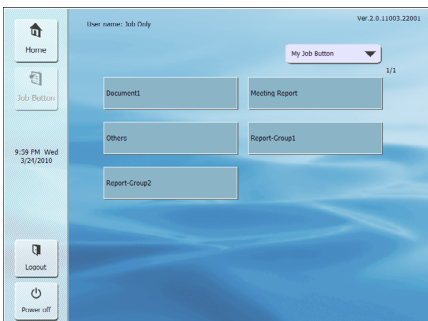 User name: Job Only
Ver.2.0.11003.22001
Home
My Job Button
1/1
Job Button
Document1
Meeting Report
Others
Report-Group1
9:59 PM Wed
3/24/2010
Report-Group2
Logout
Power off